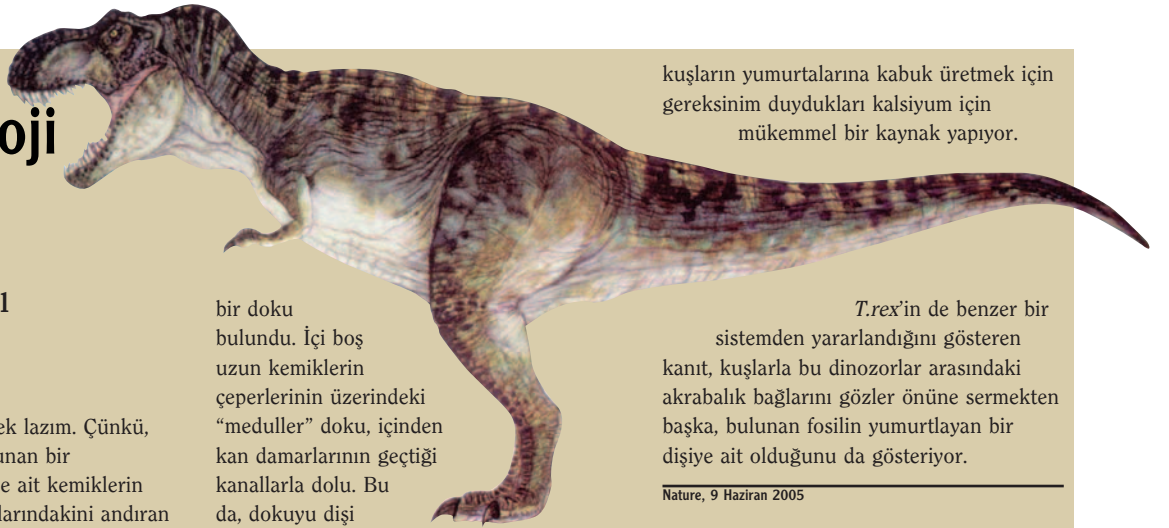 oji
ek lazım. Çünkü,
unan bir
e ait kemiklerin
larındakini andıran
bir doku
bulundu. İçi boş
uzun kemiklerin
çeperlerinin üzerindeki
“meduller” doku, içinden
kan damarlarının geçtiği
kanallarla dolu. Bu
da, dokuyu dişi
kuşların yumurtalarına kabuk üretmek için
gereksinim duydukları kalsiyum için
mükemmel bir kaynak yapıyor.
T.rex’in de benzer bir
sistemden yararlandığını gösteren
kanıt, kuşlarla bu dinozorlar arasındaki
akrabalık bağlarını gözler önüne sermekten
başka, bulunan fosilin yumurtlayan bir
dişiye ait olduğunu da gösteriyor.
Nature, 9 Haziran 2005